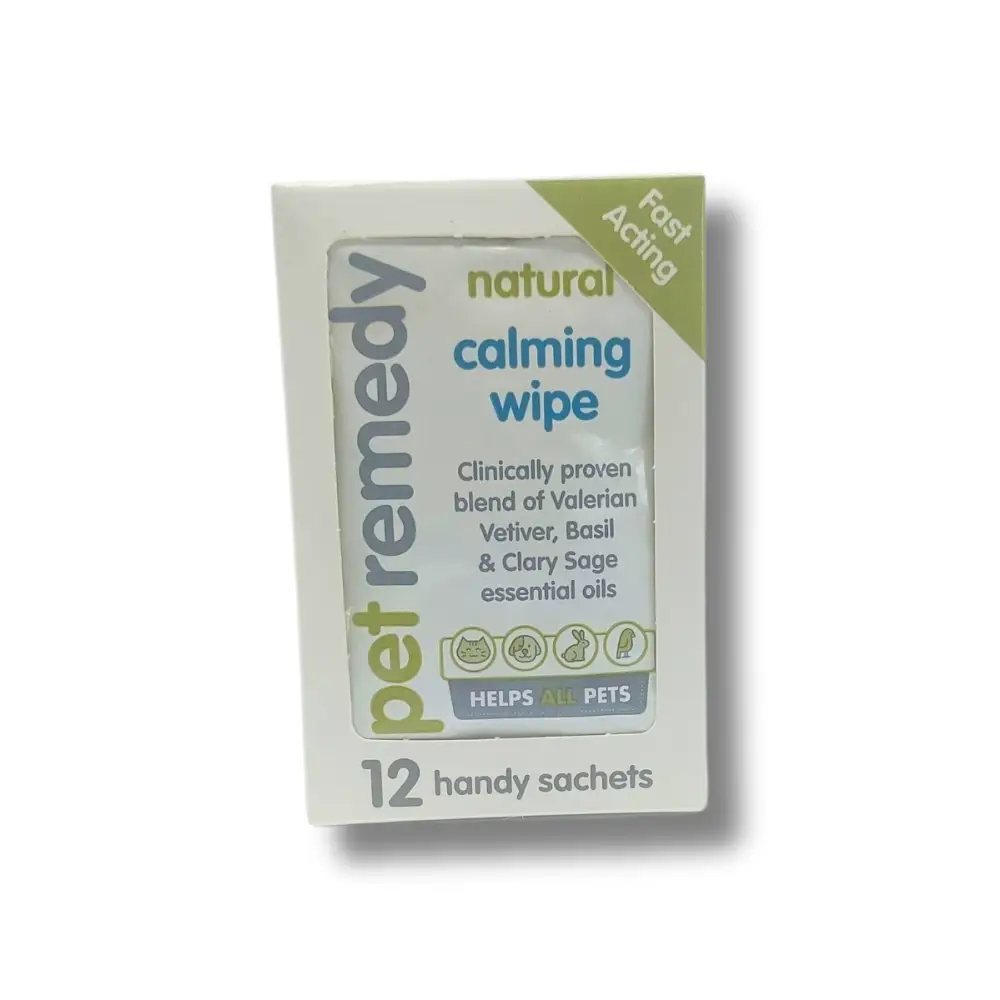 Fast
Acting
pet remedy
natural
calming
wipe
Clinically proven
blend of Valerian
Vetiver, Basil
& Clary Sage
essential oils
HELPS ALL PETS
12 handy sachets